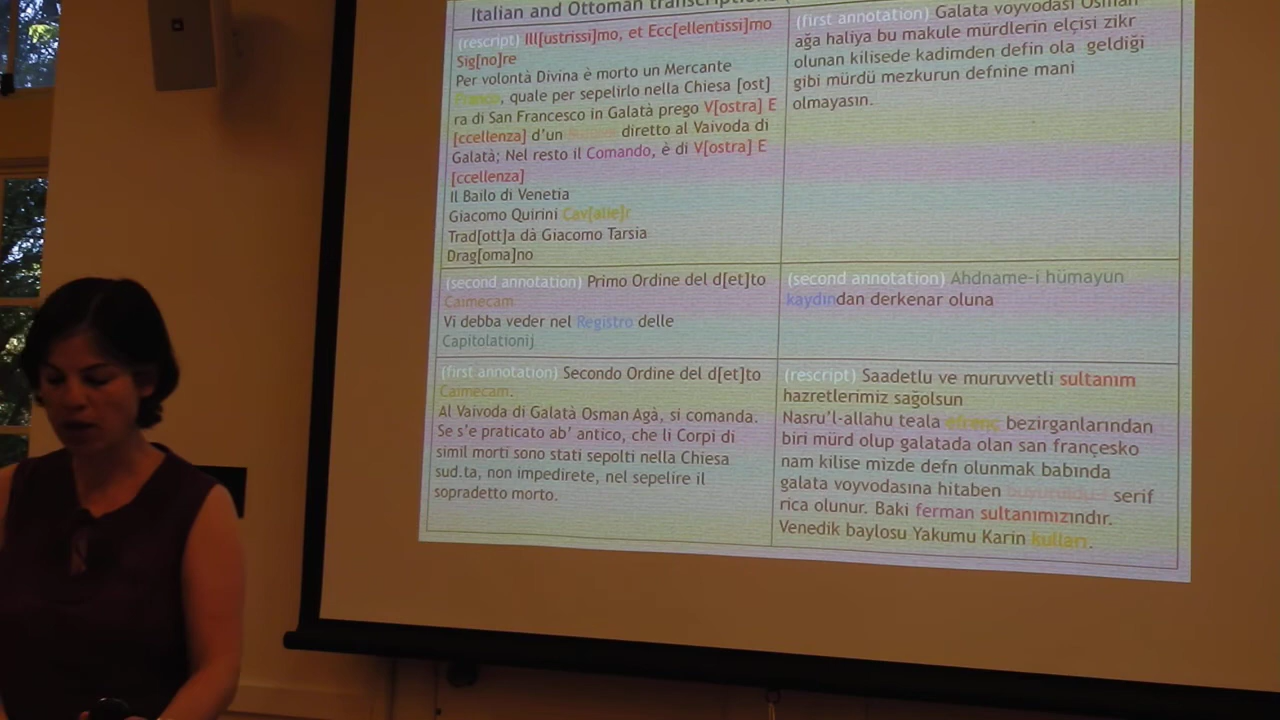 Italian and Ottoman transcriptions
(rescript) Ill[ustrissi]mo, et Ecc[ellentissi]mo
Sig[no]re
Per volontà Divina è morto un Mercante
Franco, quale per sepelirlo nella Chiesa [ost]
ra di San Francesco in Galatà prego V[ostra] E
[ccellenza] d'un diretto al Vaivoda di
Galatà; Nel resto il Comando, è di V[ostra] E
[ccellenza]
Il Bailo di Venetia
Giacomo Quirini Cav[alie]r
Trad[ott]a dà Giacomo Tarsia
Drag[oma]no
(first annotation) Galata voyvodası Osman
ağa haliya bu makule mürdlerin elçisi zikr
olunan kilisede kadimden defin ola geldiği
gibi mürdü mezkurun defnine mani
olmayasın.
(second annotation) Primo Ordine del d[et]to
Caimecam
Vi debba veder nel Registro delle
Capitolationij
(second annotation) Ahdname-i hümayun
kaydından derkenar oluna
(first annotation) Secondo Ordine del d[et]to
Caimecam.
Al Vaivoda di Galatà Osman Agà, si comanda.
Se s'e praticato ab' antico, che li Corpi di
simil morti sono stati sepolti nella Chiesa
sud.ta, non impedirete, nel sepelire il
sopradetto morto.
(rescript) Saadetlu ve muruvvetli sultanım
hazretlerimiz sağolsun
Nasru'l-allahu teala efrenç bezirganlarından
biri mürd olup galatada olan san françesko
nam kilise mizde defn olunmak babında
galata voyvodasına hitaben buyuruldu-ı serif
rica olunur. Baki ferman sultanımızındır.
Venedik baylosu Yakumu Karin kulları.